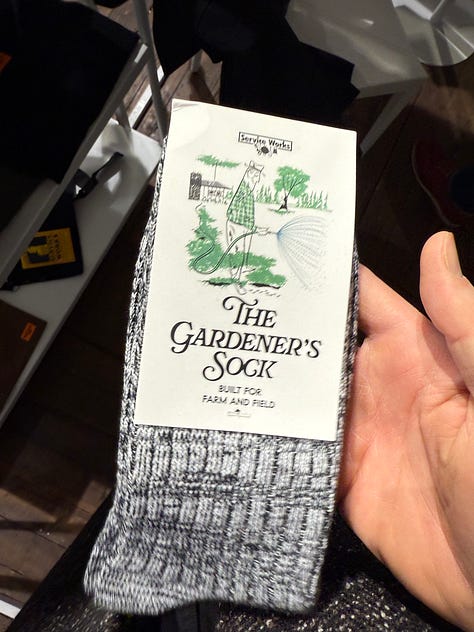 Service Works
THE
GARDENER'S
SOCK
BUILT FOR
FARM AND FIELD